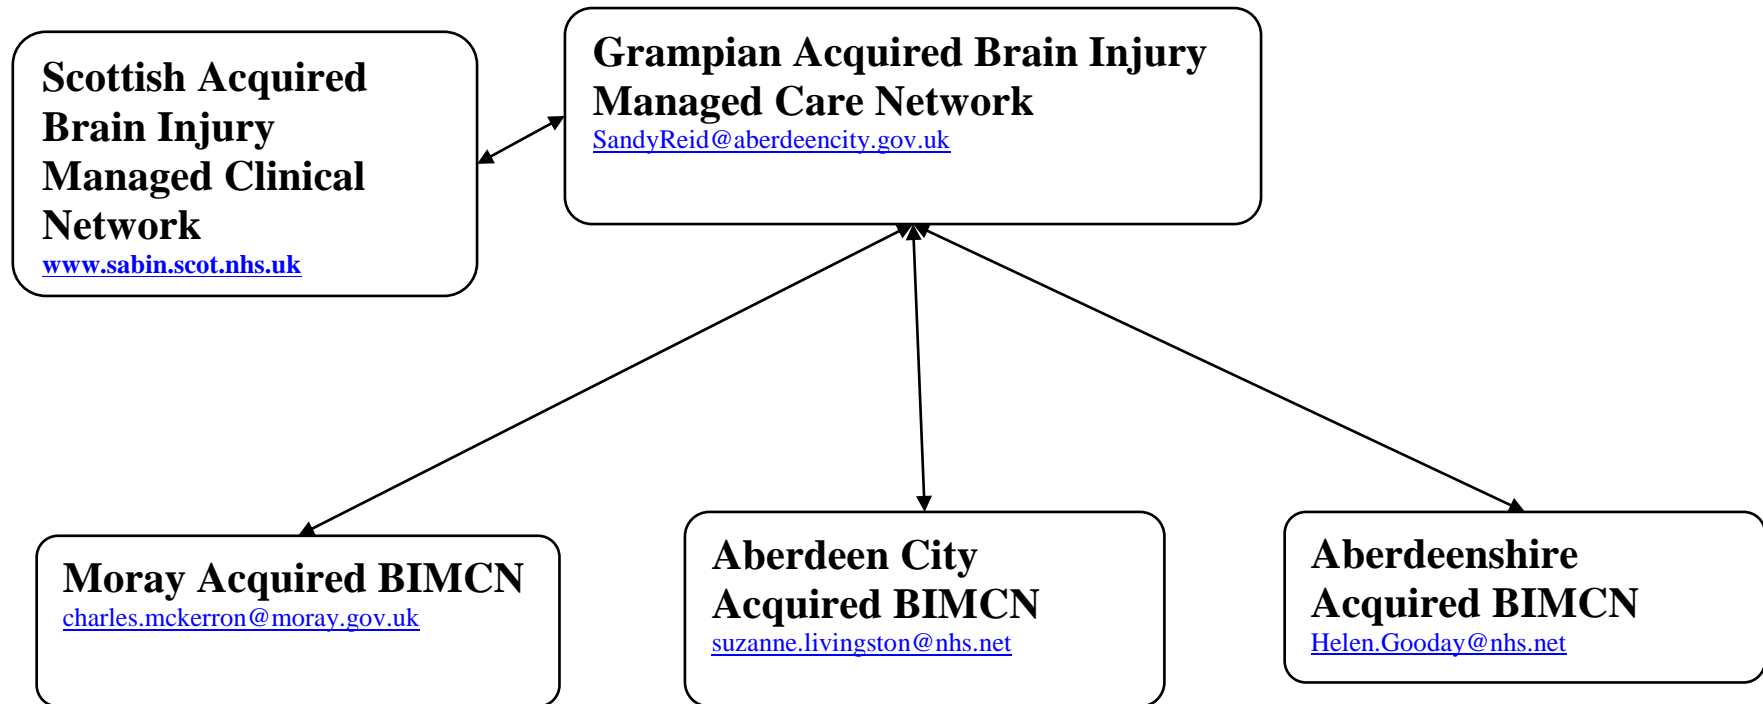 Scottish Acquired
Brain Injury
Managed Clinical
Network
www.sabin.scot.nhs.uk
Grampian Acquired Brain Injury
Managed Care Network
SandyReid@aberdeencity.gov.uk
Moray Acquired BIMCN
charles.mckerron@moray.gov.uk
Aberdeen City
Acquired BIMCN
suzanne.livingston@nhs.net
Aberdeenshire
Acquired BIMCN
Helen.Gooday@nhs.net